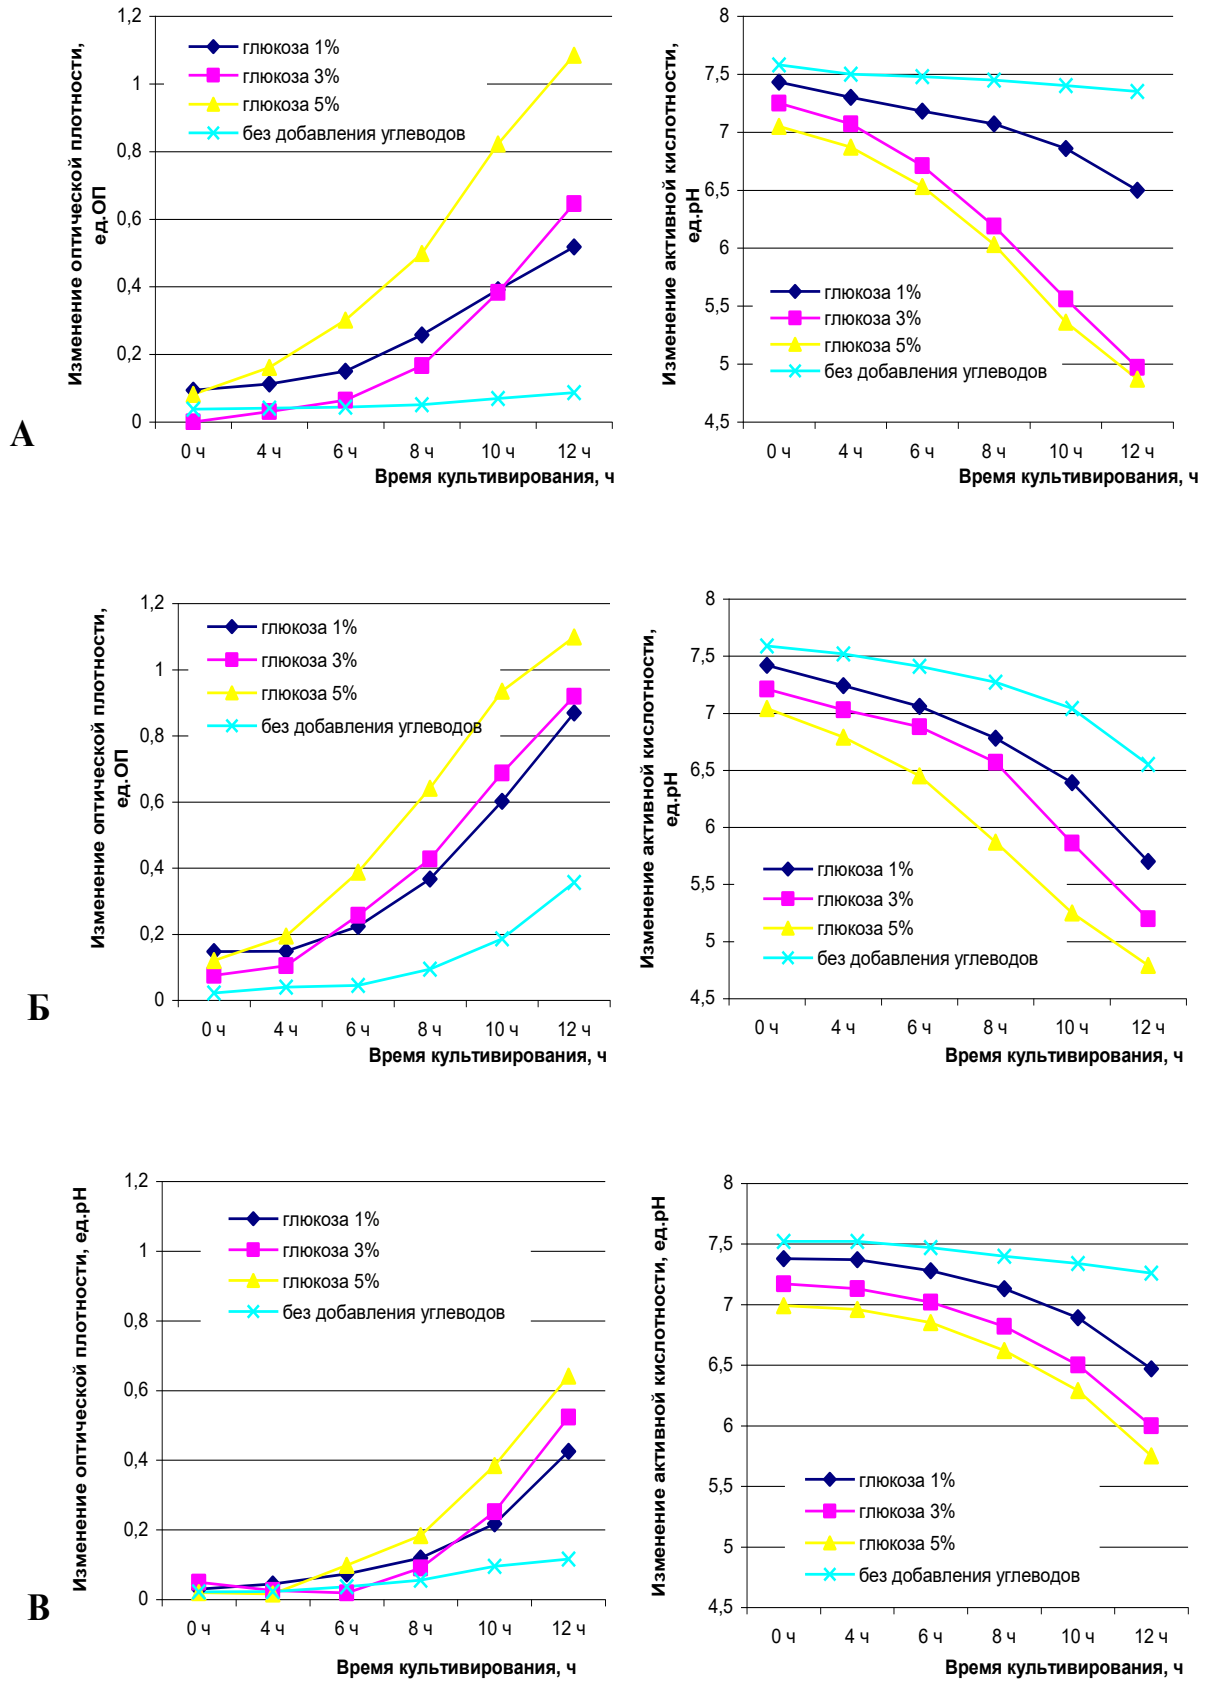 Изменение оптической плотности,
ед.ОП
1,2
1
0,8
0,6
0,4
0,2
0
глюкоза 1%
глюкоза 3%
глюкоза 5%
без добавления углеводов
0 ч 4 ч 6 ч 8 ч 10 ч 12 ч
Время культивирования, ч
Изменение активной кислотности,
ед.рН
8
7,5
7
6,5
6
5,5
5
4,5
глюкоза 1%
глюкоза 3%
глюкоза 5%
без добавления углеводов
0 ч 4 ч 6 ч 8 ч 10 ч 12 ч
Время культивирования, ч
А
Изменение оптической плтотности,
ед.ОП
1,2
1
0,8
0,6
0,4
0,2
0
глюкоза 1%
глюкоза 3%
глюкоза 5%
без добавления углеводов
0 ч 4 ч 6 ч 8 ч 10 ч 12 ч
Время культивирования, ч
Изменение активной кислотности,
ед.рН
8
7,5
7
6,5
6
5,5
5
4,5
глюкоза 1%
глюкоза 3%
глюкоза 5%
без добавления углеводов
0 ч 4 ч 6 ч 8 ч 10 ч 12 ч
Время культивирования, ч
Б
Изменение оптической плотности, ед.рН
1,2
1
0,8
0,6
0,4
0,2
0
глюкоза 1%
глюкоза 3%
глюкоза 5%
без добавления углеводов
0 ч 4 ч 6 ч 8 ч 10 ч 12 ч
Время культивирования, ч
Изменение активной кислотности, ед.рН
8
7,5
7
6,5
6
5,5
5
4,5
глюкоза 1%
глюкоза 3%
глюкоза 5%
без добавления углеводов
0 ч 4 ч 6 ч 8 ч 10 ч 12 ч
Время культивирования, ч
В